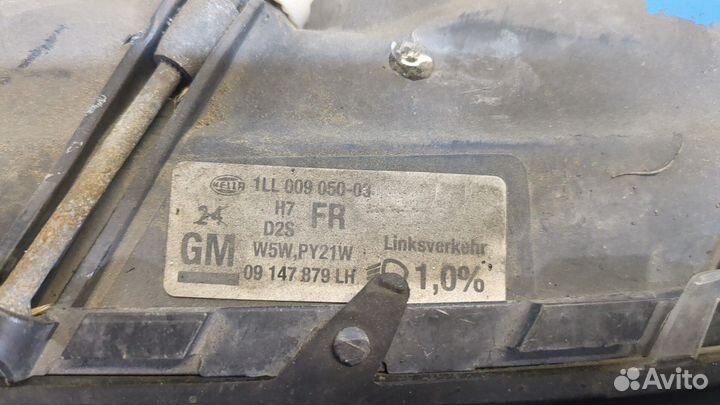 HELLA 1LL 009 050-03
24 H7 FR
D2S
GM W5W,PY21W Linksverkehr
09 147 879 LH 1,0%
Avito